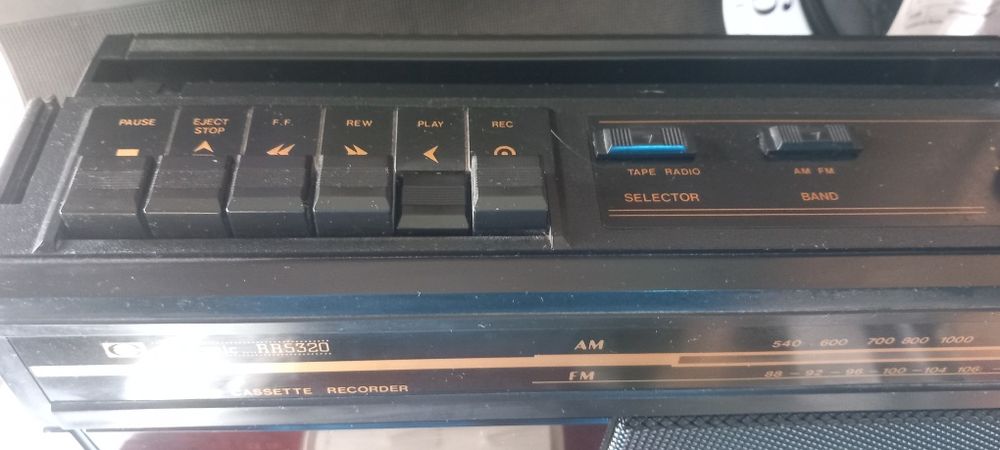 PAUSE
EJECT
STOP
F.F.
REW
PLAY
REC
TAPE RADIO
SELECTOR
AM FM
BAND
RR5320
CASSETTE RECORDER
AM
540 600 700 800 1000
FM
88 - 92 - 96 - 100 - 104 106